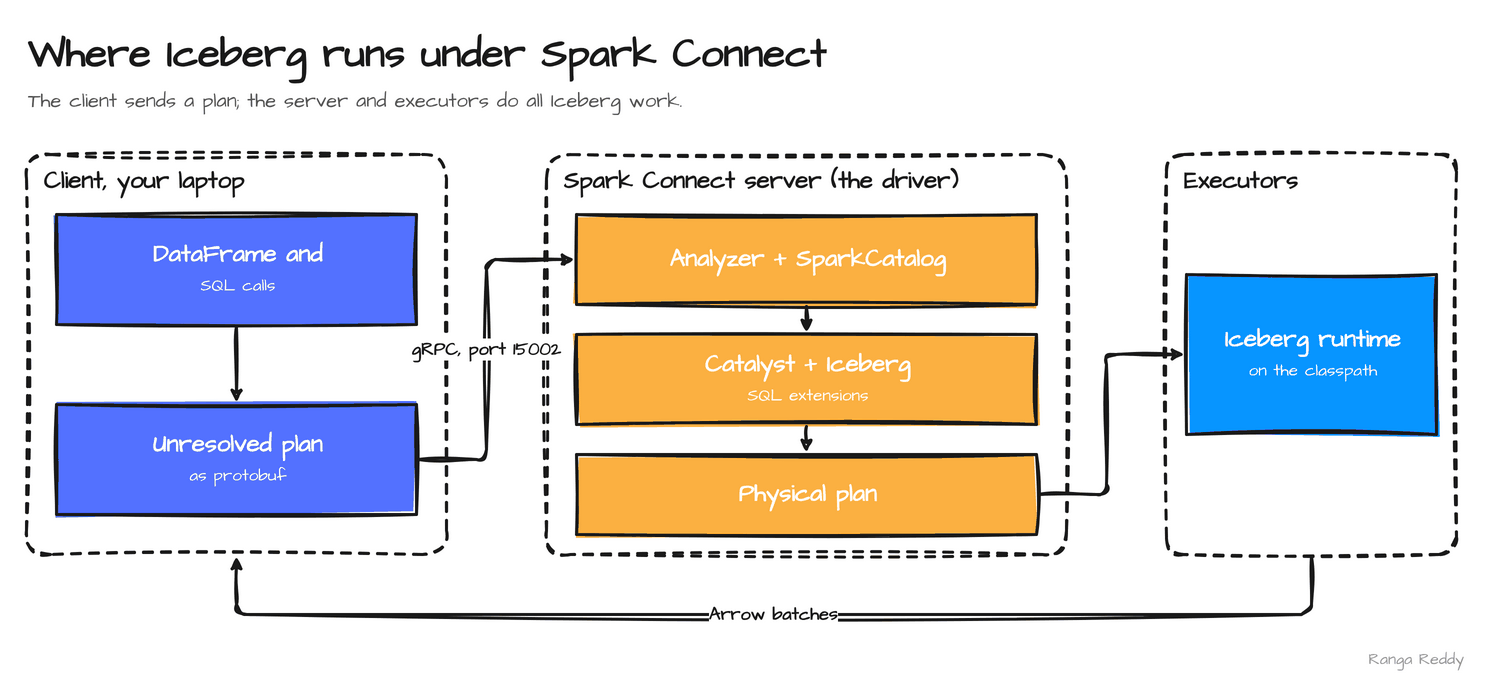 Where Iceberg runs under Spark Connect
The client sends a plan; the server and executors do all Iceberg work.
Client, your laptop
DataFrame and
SQL calls
Unresolved plan
as protobuf
gRPC, port 15002
Spark Connect server (the driver)
Analyzer + SparkCatalog
Catalyst + Iceberg
SQL extensions
Physical plan
Executors
Iceberg runtime
on the classpath
Arrow batches
Ranga Reddy